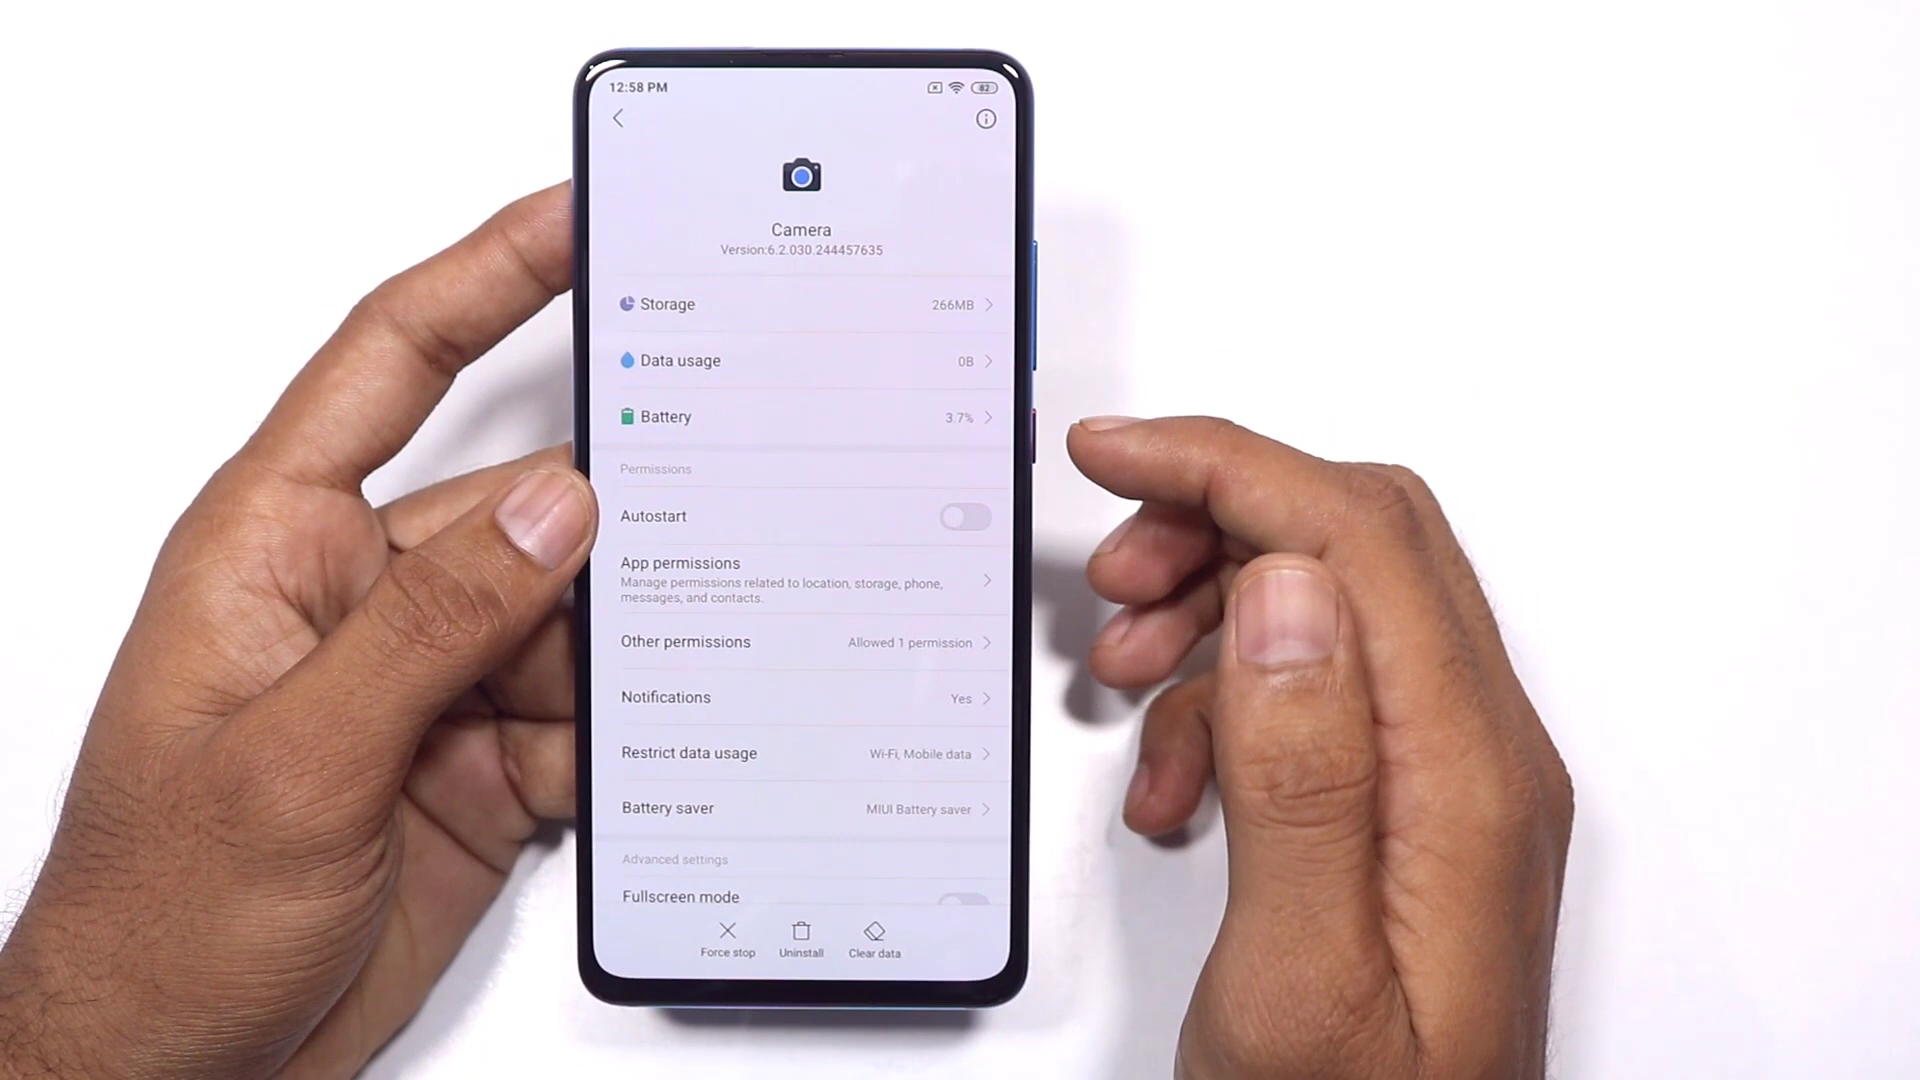 12:58 PM
82
Camera
Version:6.2.030.244457635
Storage 266MB
Data usage 0B
Battery 3.7%
Permissions
Autostart
App permissions
Manage permissions related to location, storage, phone,
messages, and contacts.
Other permissions Allowed 1 permission
Notifications Yes
Restrict data usage Wi-Fi, Mobile data
Battery saver MIUI Battery saver
Advanced settings
Fullscreen mode
Force stop Uninstall Clear data